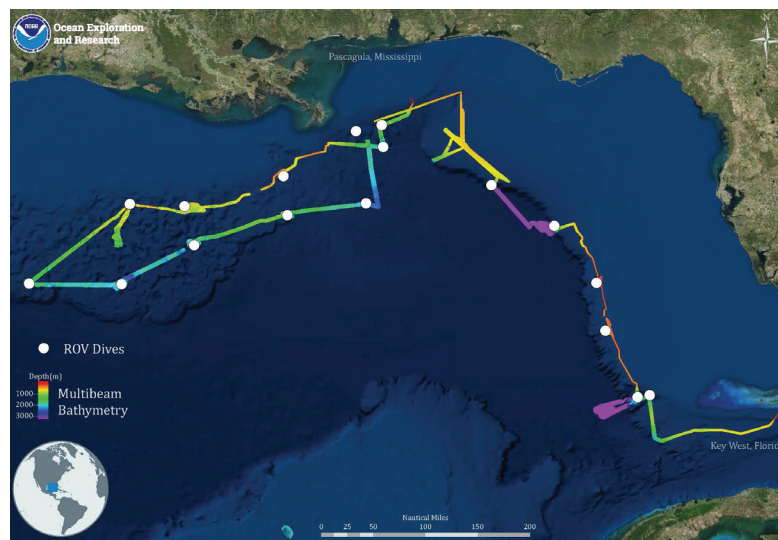 NOAA
Ocean Exploration
and Research
Pascagula, Mississippi
N
ROV Dives
Depth(m)
1000
2000
3000
Multibeam
Bathymetry
Key West, Florid
Nautical Miles
0 25 50 100 150 200